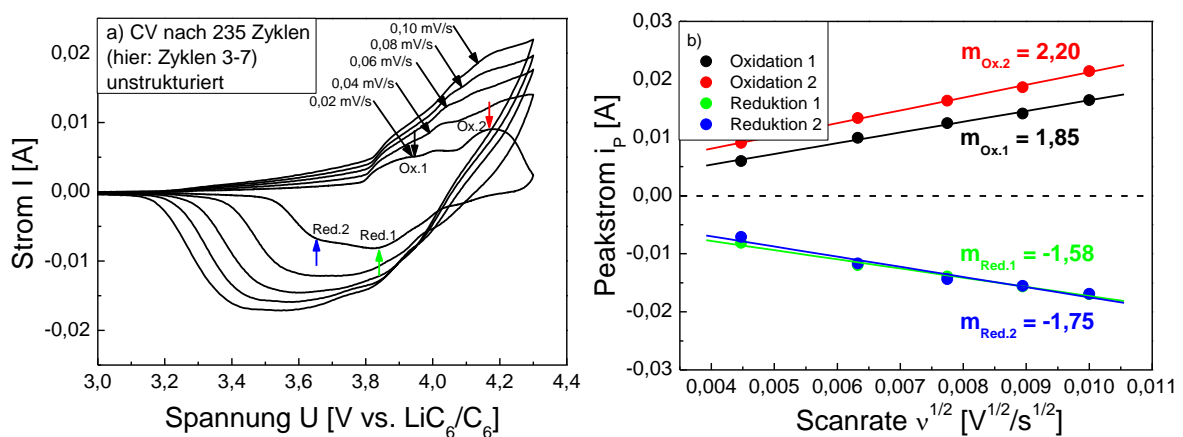 a) CV nach 235 Zyklen
(hier: Zyklen 3-7)
unstrukturiert
0,10 mV/s
0,08 mV/s
0,06 mV/s
0,04 mV/s
0,02 mV/s
Ox.1
Ox.2
Red.2
Red.1
0,02
0,01
0,00
-0,01
-0,02
Strom I [A]
3,0 3,2 3,4 3,6 3,8 4,0 4,2 4,4
Spannung U [V vs. LiC6/C6]
b)
Oxidation 1
Oxidation 2
Reduktion 1
Reduktion 2
mOx.2 = 2,20
mOx.1 = 1,85
mRed.1 = -1,58
mRed.2 = -1,75
0,03
0,02
0,01
0,00
-0,01
-0,02
-0,03
Peakstrom iP [A]
0,004 0,005 0,006 0,007 0,008 0,009 0,010 0,011
Scanrate ν1/2 [V1/2/s1/2]